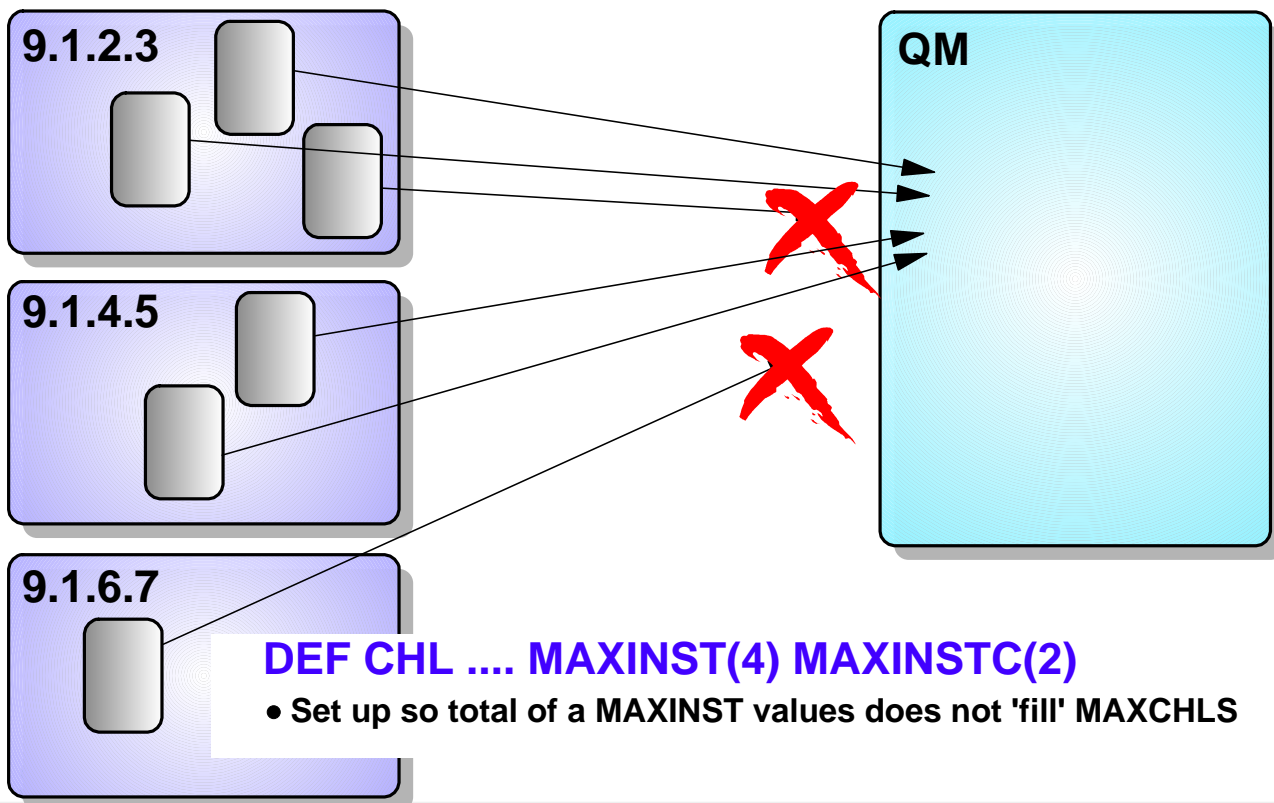 9.1.2.3
QM
9.1.4.5
9.1.6.7
DEF CHL .... MAXINST(4) MAXINSTC(2)
• Set up so total of a MAXINST values does not 'fill' MAXCHLS